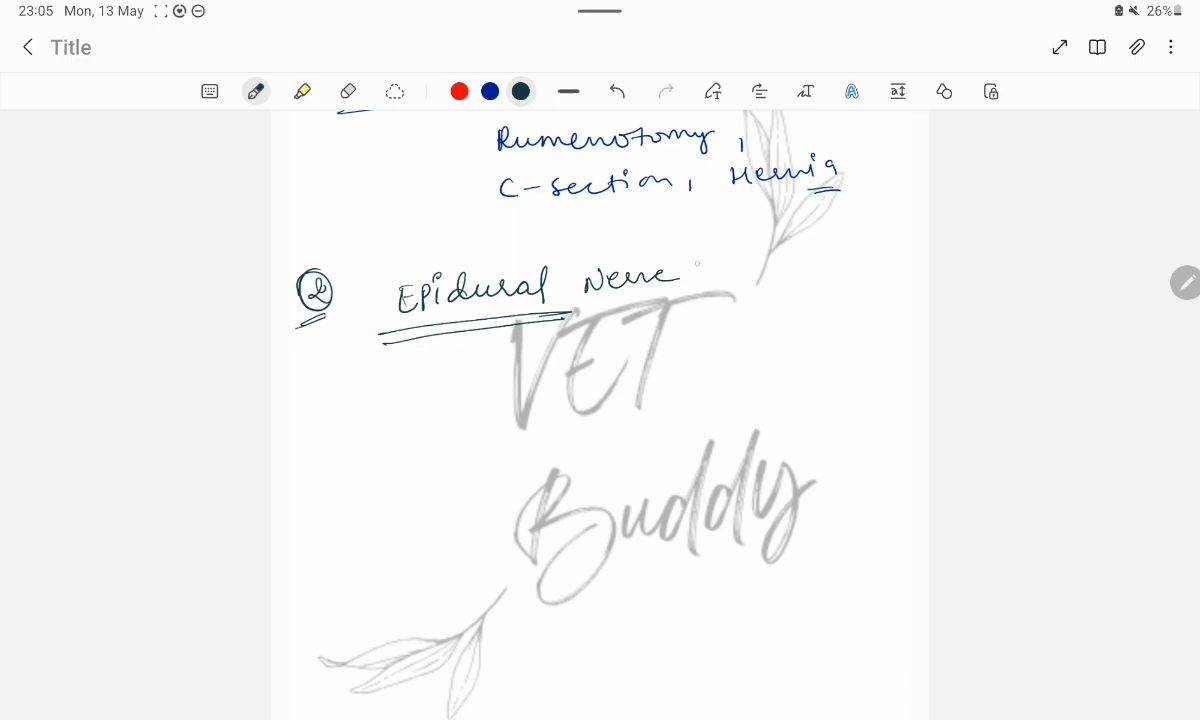 23:05 Mon, 13 May 26%
Title
Rumenotomy,
C-section, Hernia
2 Epidural Nerve
VET
Buddy